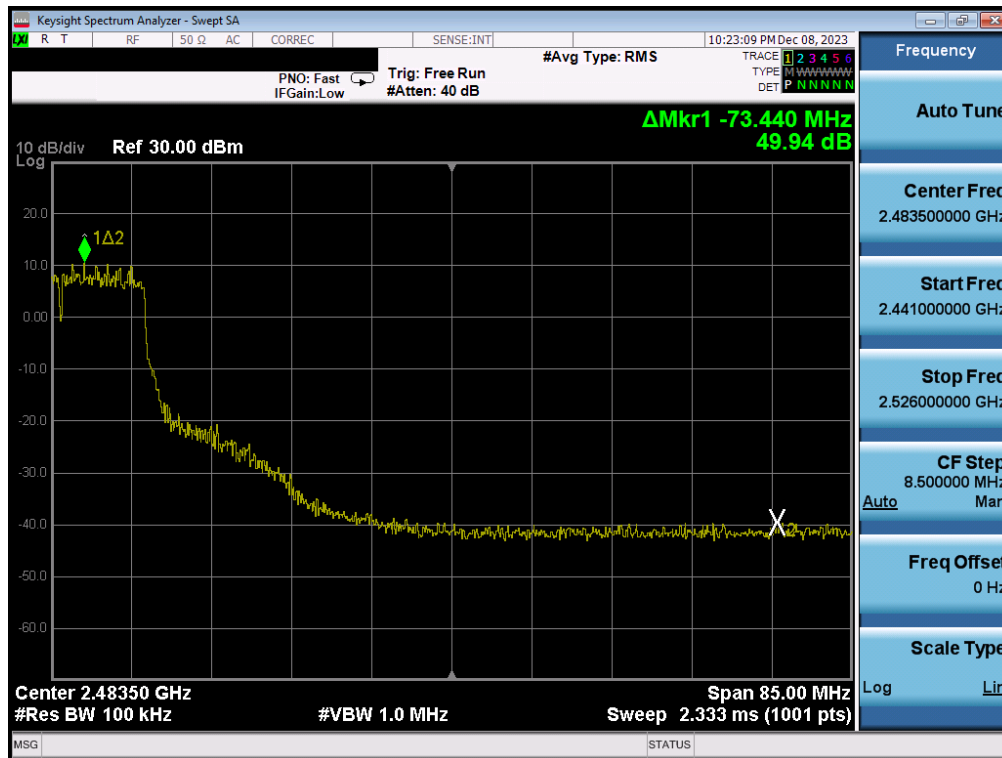 Keysight Spectrum Analyzer - Swept SA
LXI R T RF 50 Ω AC CORREC SENSE:INT 10:23:09 PM Dec 08, 2023
PNO: Fast Trig: Free Run #Avg Type: RMS TRACE 1 2 3 4 5 6
IFGain:Low #Atten: 40 dB TYPE M W W W W W
DET P N N N N N
ΔMkr1 -73.440 MHz
49.94 dB
10 dB/div Ref 30.00 dBm
Log
20.0
1Δ2
10.0
0.00
-10.0
-20.0
-30.0
-40.0
X2
-50.0
-60.0
Center 2.48350 GHz Span 85.00 MHz
#Res BW 100 kHz #VBW 1.0 MHz Sweep 2.333 ms (1001 pts)
MSG STATUS
Frequency
Auto Tune
Center Freq
2.483500000 GHz
Start Freq
2.441000000 GHz
Stop Freq
2.526000000 GHz
CF Step
8.500000 MHz
Auto Man
Freq Offset
0 Hz
Scale Type
Log Lin